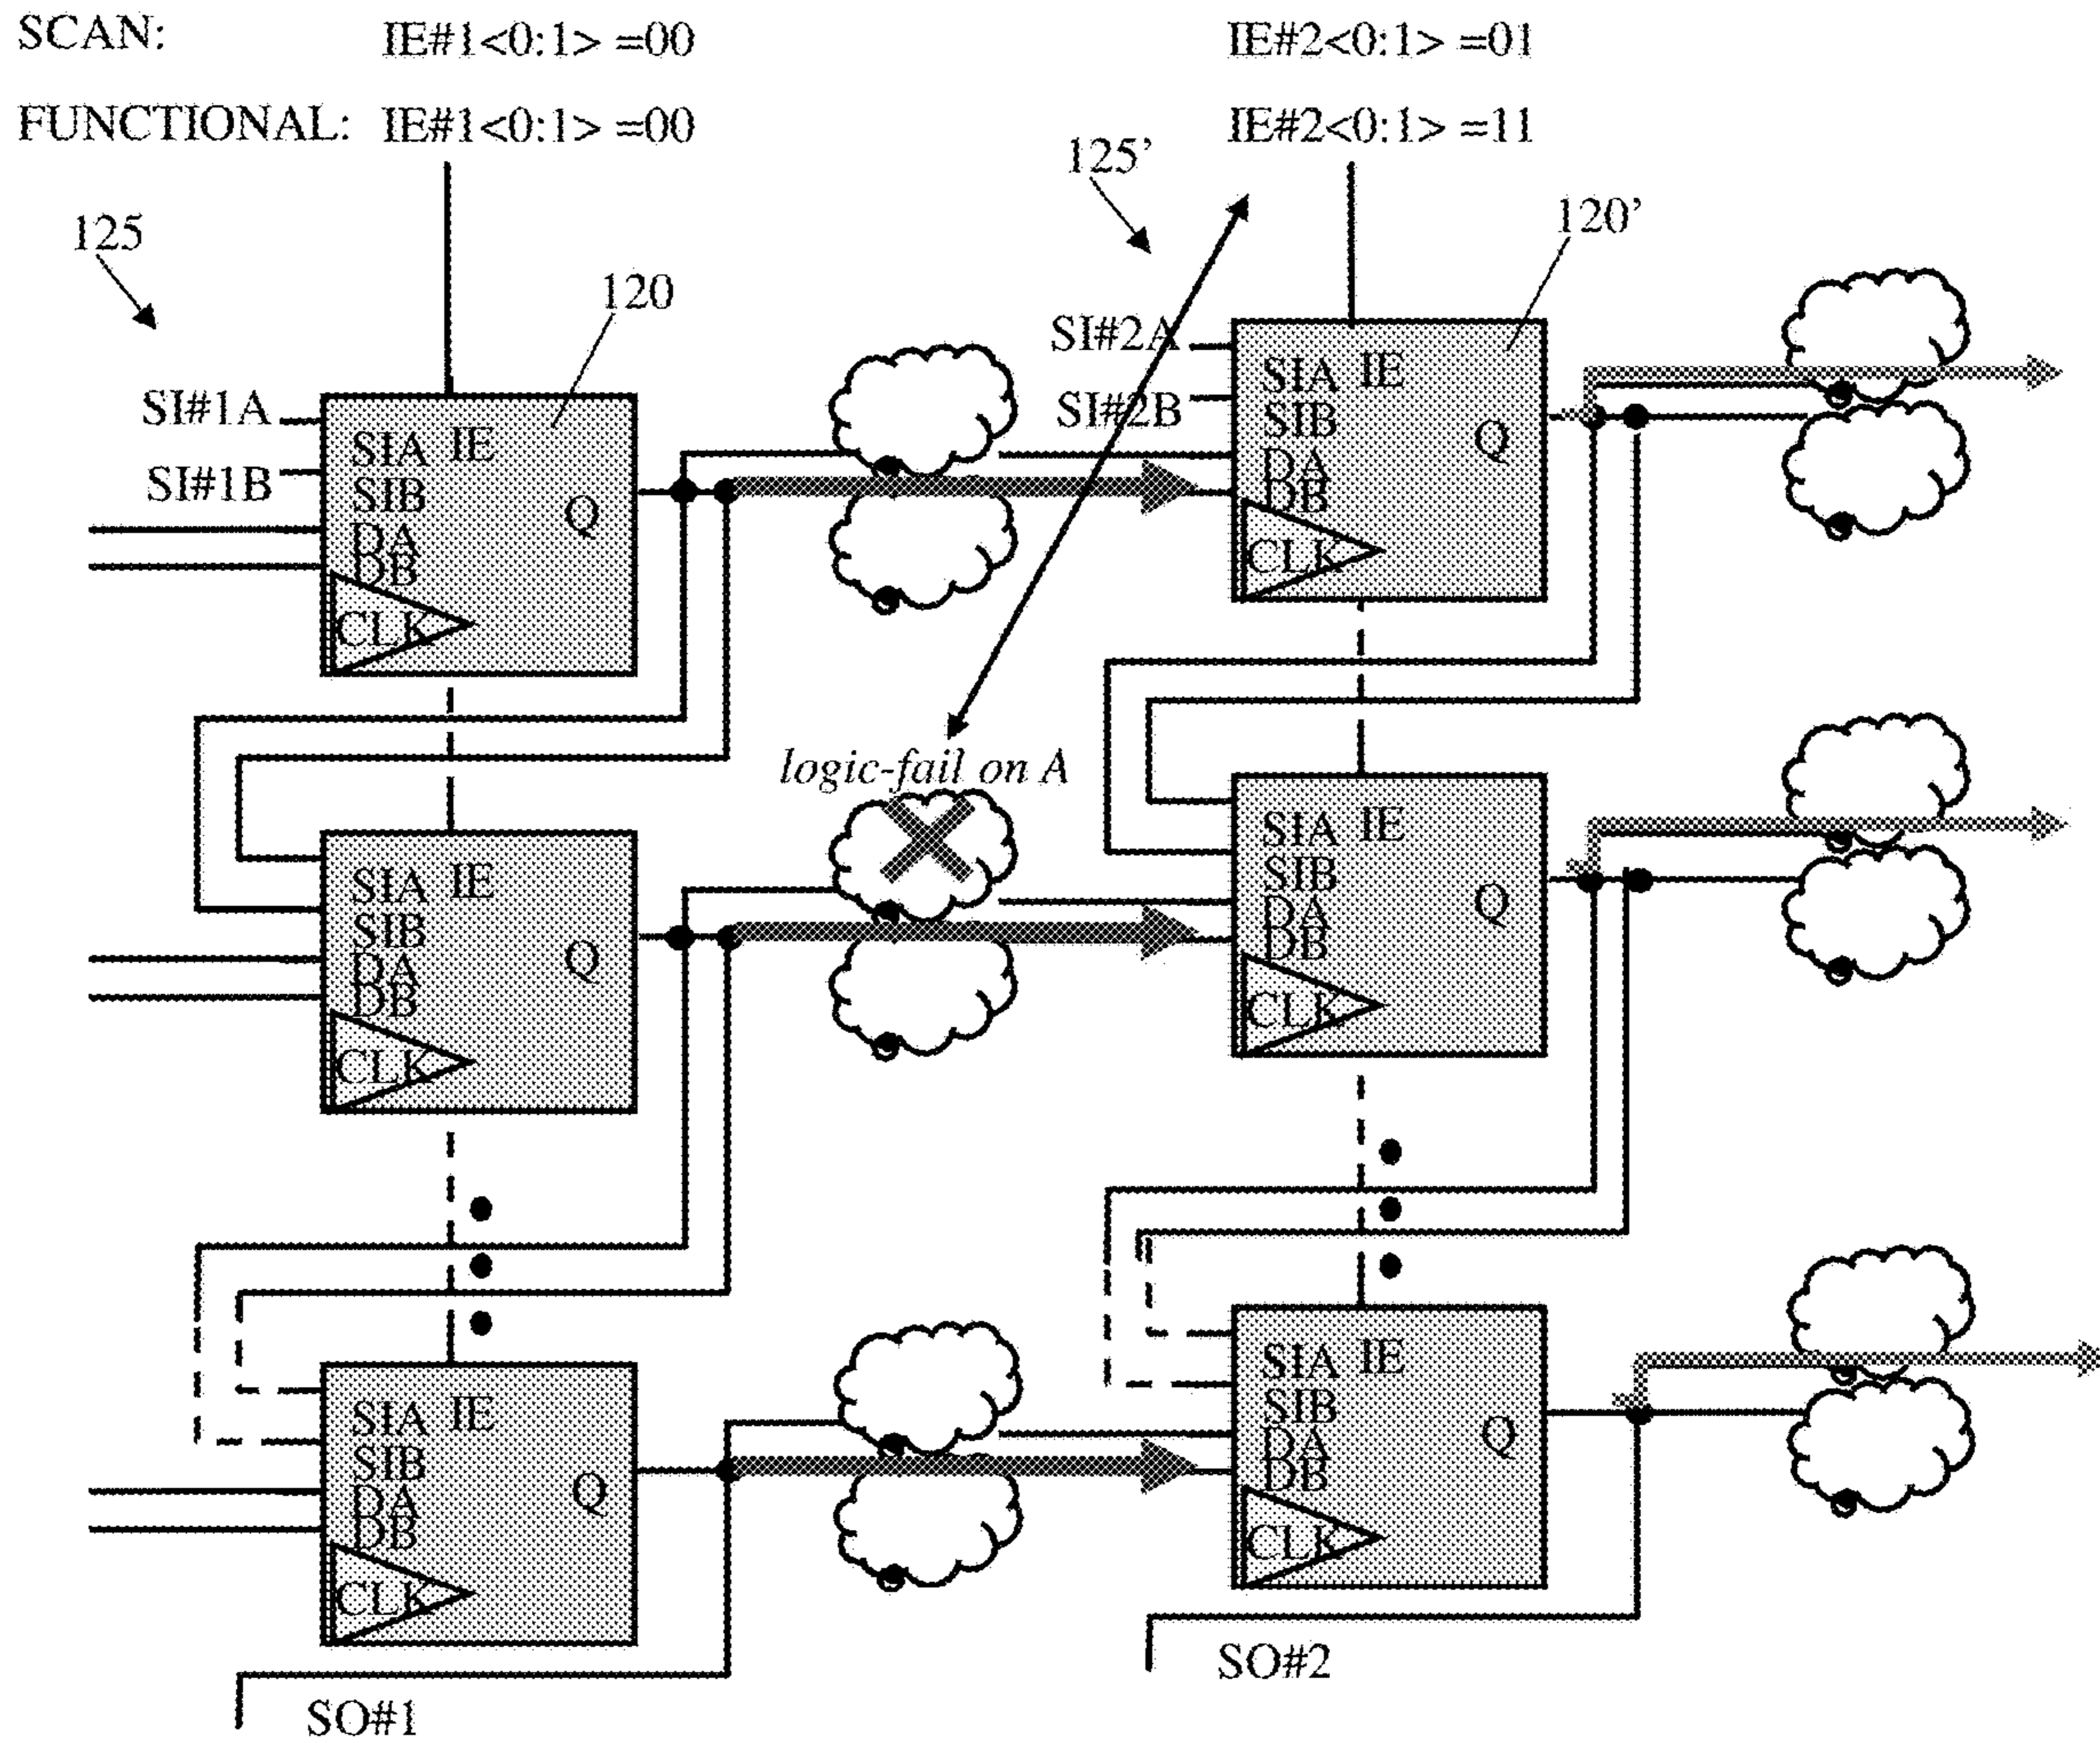 SCAN: IE#1<0:1> =00 IE#2<0:1> =01
FUNCTIONAL: IE#1<0:1> =00 IE#2<0:1> =11
125
120
125'
120'
SI#1A
SI#1B
SIA IE
SIB
Q
DA
DB
CLK
SI#2A
SI#2B
SIA IE
SIB
Q
DA
DB
CLK
logic-fail on A
SIA IE
SIB
Q
DA
DB
CLK
SIA IE
SIB
Q
DA
DB
CLK
SIA IE
SIB
Q
DA
DB
CLK
SIA IE
SIB
Q
DA
DB
CLK
SO#1
SO#2